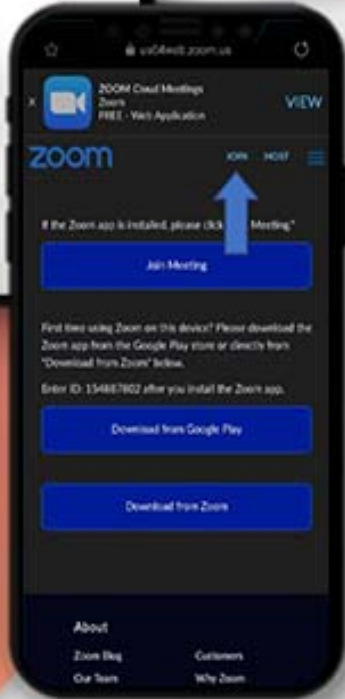 us04web.zoom.us
ZOOM Cloud Meetings
Zoom
FREE - Web Application
VIEW
zoom
JOIN HOST
If the Zoom app is installed, please click Meeting."
Join Meeting
First time using Zoom on this device? Please download the
Zoom app from the Google Play store or directly from
"Download from Zoom" below.
Enter ID: 154887802 after you install the Zoom app.
Download from Google Play
Download from Zoom
About
Zoom Blog
Customers
Our Team
Why Zoom